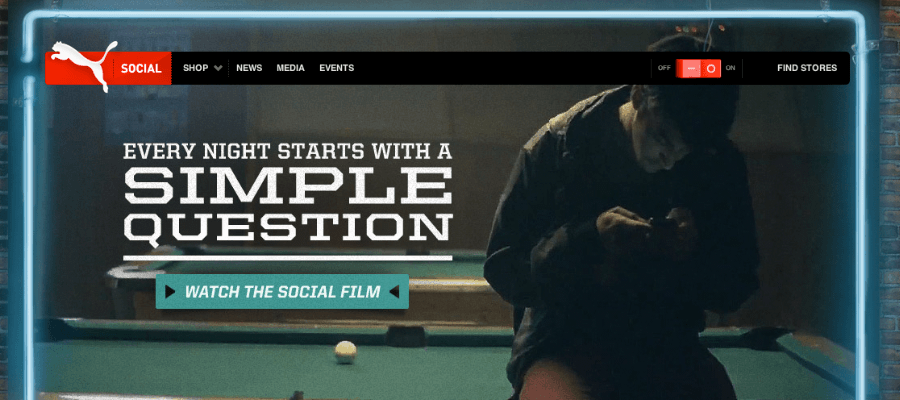 SOCIAL
SHOP
NEWS
MEDIA
EVENTS
OFF
ON
FIND STORES
EVERY NIGHT STARTS WITH A
SIMPLE
QUESTION
WATCH THE SOCIAL FILM